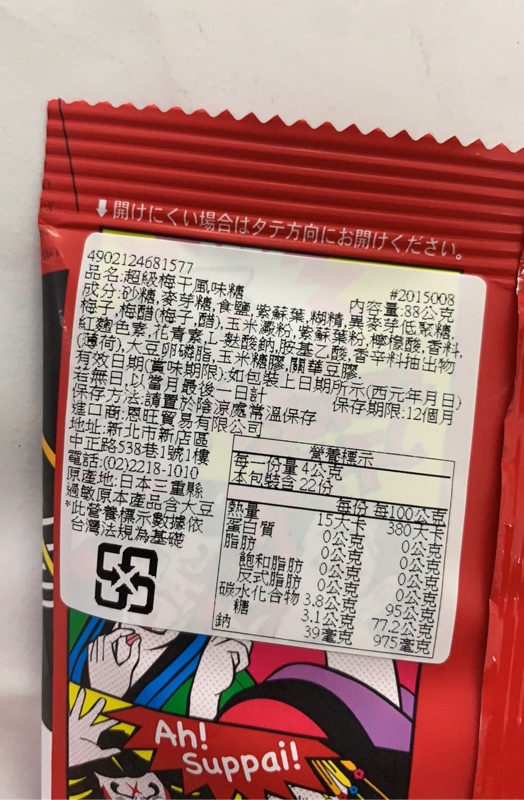 ⬇開けにくい場合はタテ方向にお開けください。
4902124681577
#2015008
品名:超級梅干風味糖
內容量:88公克
成分:砂糖,麥芽糖,食鹽,紫蘇葉,糊精,異麥芽低聚糖,
梅子,梅醋(梅子,醋),玉米澱粉,紫蘇葉粉,檸檬酸,香料,
紅麴色素,花青素,L-麩酸鈉,胺基乙酸,香辛料抽出物
(薄荷),大豆卵磷脂,玉米糖膠,關華豆膠
有效日期(賞味期限):如包裝上日期所示(西元年月日)
若無日,以當月最後一日計
保存期限:12個月
保存方法:請置於陰涼處常溫保存
進口商:恩旺貿易有限公司
地址:新北市新店區
中正路538巷1號1樓
電話:(02)2218-1010
原產地:日本三重縣
過敏原本產品含大豆
*此營養標示數據依
台灣法規為基礎
營養標示
每一份量 4公克
本包裝含 22份
每份 每100公克
熱量 15大卡 380大卡
蛋白質 0公克 0公克
脂肪 0公克 0公克
飽和脂肪 0公克 0公克
反式脂肪 0公克 0公克
碳水化合物 3.8公克 95公克
糖 3.1公克 77.2公克
鈉 39毫克 975毫克
Ah!
Suppai!